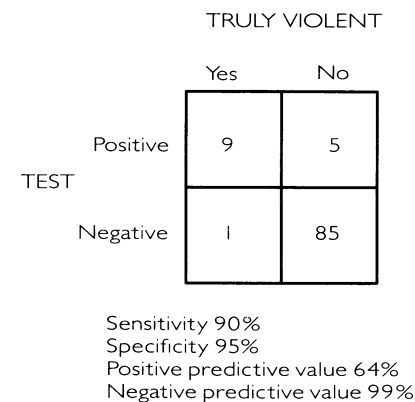 TRULY VIOLENT
Yes No
Positive 9 5
TEST
Negative 1 85
Sensitivity 90%
Specificity 95%
Positive predictive value 64%
Negative predictive value 99%